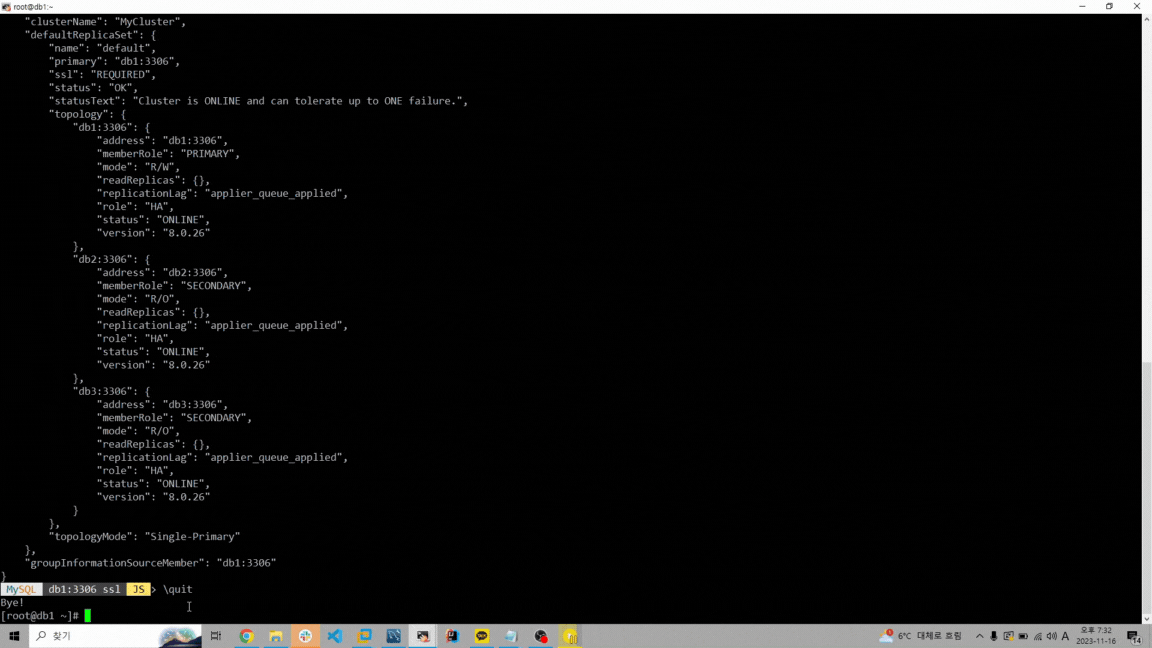 root@db1:~
    "clusterName": "MyCluster",
    "defaultReplicaSet": {
        "name": "default",
        "primary": "db1:3306",
        "ssl": "REQUIRED",
        "status": "OK",
        "statusText": "Cluster is ONLINE and can tolerate up to ONE failure.",
        "topology": {
            "db1:3306": {
                "address": "db1:3306",
                "memberRole": "PRIMARY",
                "mode": "R/W",
                "readReplicas": {},
                "replicationLag": "applier_queue_applied",
                "role": "HA",
                "status": "ONLINE",
                "version": "8.0.26"
            },
            "db2:3306": {
                "address": "db2:3306",
                "memberRole": "SECONDARY",
                "mode": "R/O",
                "readReplicas": {},
                "replicationLag": "applier_queue_applied",
                "role": "HA",
                "status": "ONLINE",
                "version": "8.0.26"
            },
            "db3:3306": {
                "address": "db3:3306",
                "memberRole": "SECONDARY",
                "mode": "R/O",
                "readReplicas": {},
                "replicationLag": "applier_queue_applied",
                "role": "HA",
                "status": "ONLINE",
                "version": "8.0.26"
            }
        },
        "topologyMode": "Single-Primary"
    },
    "groupInformationSourceMember": "db1:3306"
}
MySQL db1:3306 ssl JS > \quit
Bye!
[root@db1 ~]#
찾기
6°C 대체로 흐림
A
오후 7:32
2023-11-16
14